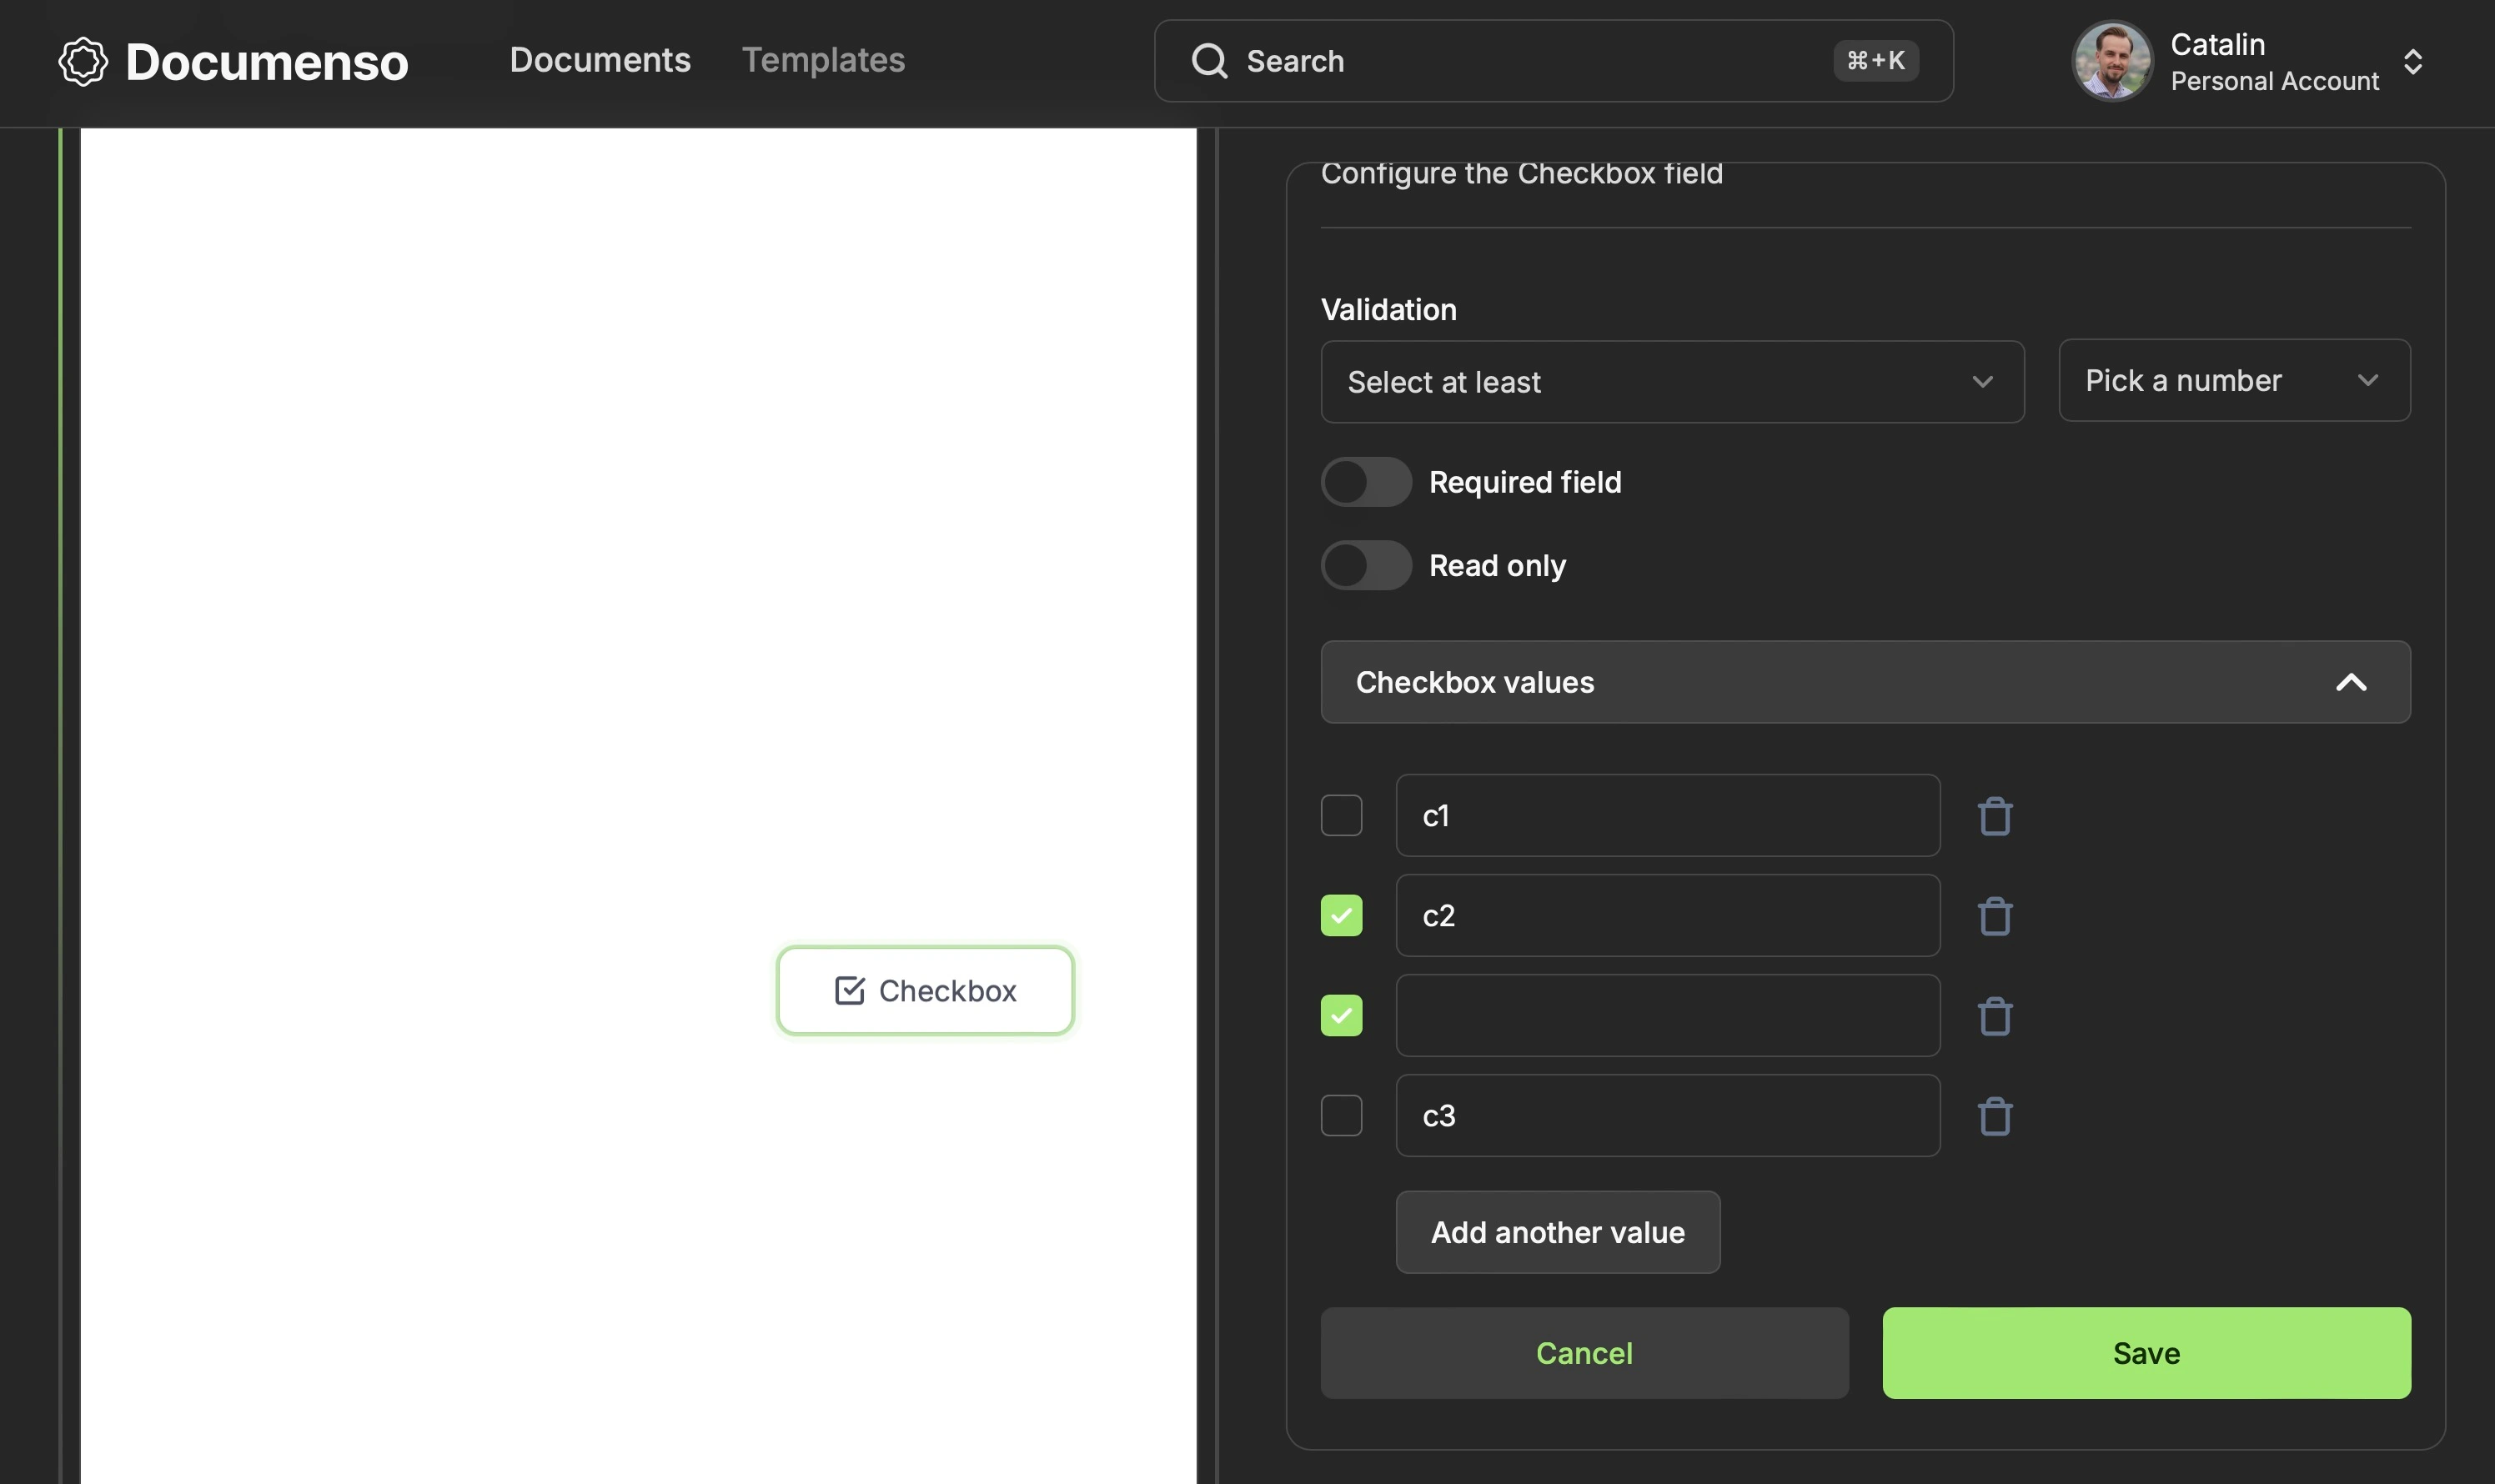 Documenso
Documents
Templates
Search
⌘+K
Catalin
Personal Account
Configure the Checkbox field
Validation
Select at least
Pick a number
Required field
Read only
Checkbox values
c1
c2
c3
Checkbox
Add another value
Cancel
Save